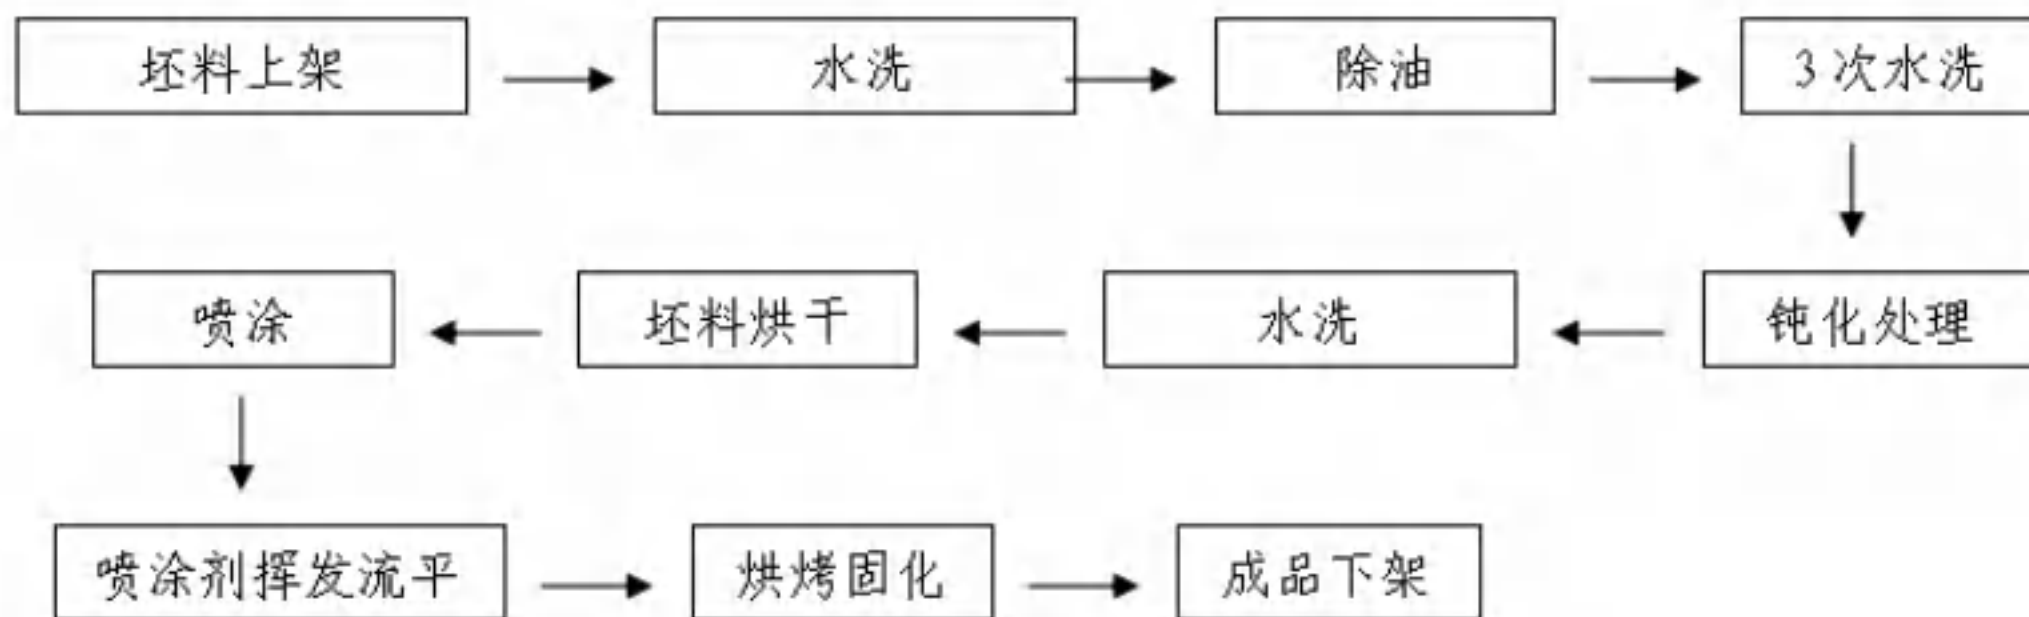 坯料上架
水洗
除油
3次水洗
钝化处理
水洗
坯料烘干
喷涂
喷涂剂挥发流平
烘烤固化
成品下架